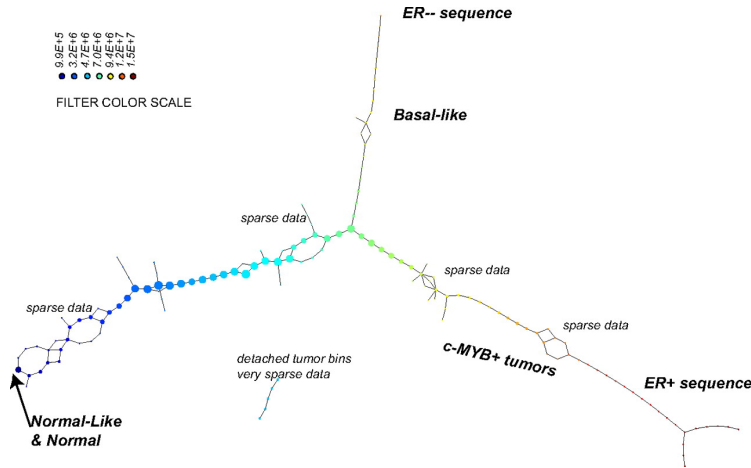 ER-- sequence
9.9E+5
3.2E+6
4.7E+6
7.0E+6
9.4E+6
1.2E+7
1.5E+7
FILTER COLOR SCALE
Basal-like
sparse data
sparse data
sparse data
sparse data
detached tumor bins
very sparse data
c-MYB+ tumors
ER+ sequence
Normal-Like
& Normal